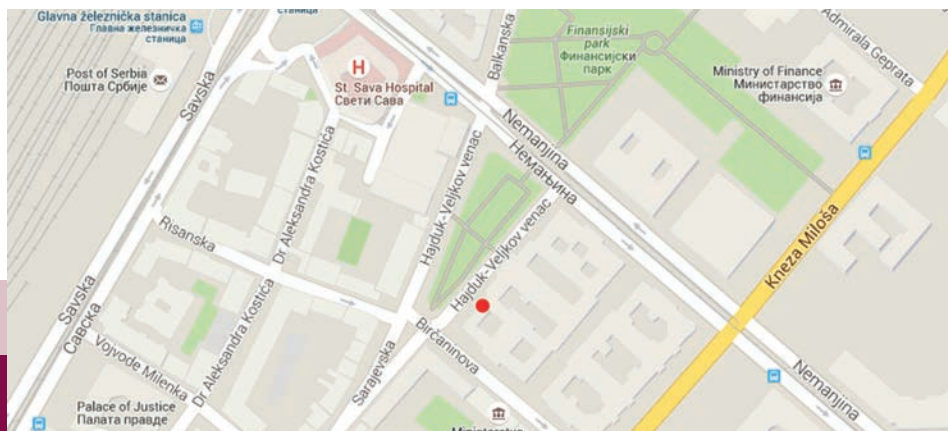 Glavna železnička stanica
Главна железничка
станица
станица
Post of Serbia
Пошта Србије
Savska
H
St. Sava Hospital
Свети Сава
Balkanska
Finansijski
park
Финансијски
парк
Admirala Geprata
Ministry of Finance
Министарство
финансија
Nemanjina
Немањина
Kneza Miloša
Dr Aleksandra Kostića
Hajduk-Veljkov venac
Hajduk-Veljkov venac
Risanska
Savska
Савска
Vojvode Milenka
Dr Aleksandra Kostića
Sarajevska
Birčaninova
Nemanjina
Palace of Justice
Палата правде